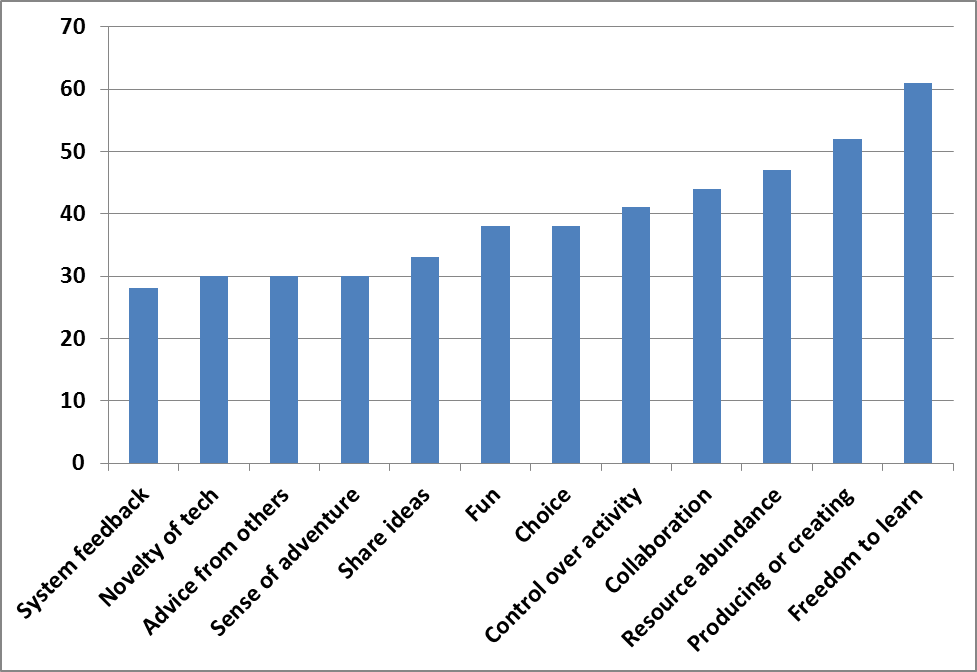 70
60
50
40
30
20
10
0
System feedback
Novelty of tech
Advice from others
Sense of adventure
Share ideas
Fun
Choice
Control over activity
Collaboration
Resource abundance
Producing or creating
Freedom to learn